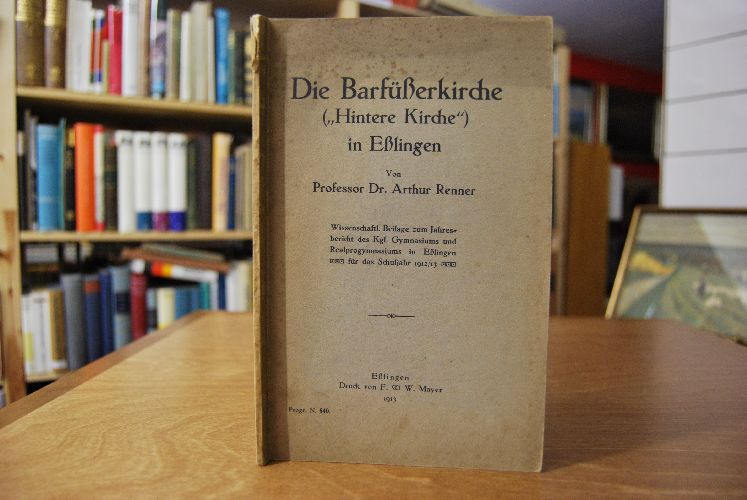 Die Barfüßerkirche
(„Hintere Kirche“)
in Eßlingen
Von
Professor Dr. Arthur Renner
Wissenschaftl. Beilage zum Jahres-
bericht des Kgl. Gymnasiums und
Realprogymnasiums in Eßlingen
für das Schuljahr 1912/13
Eßlingen
Druck von F. & W. Mayer
1913
Progr. N. 840.